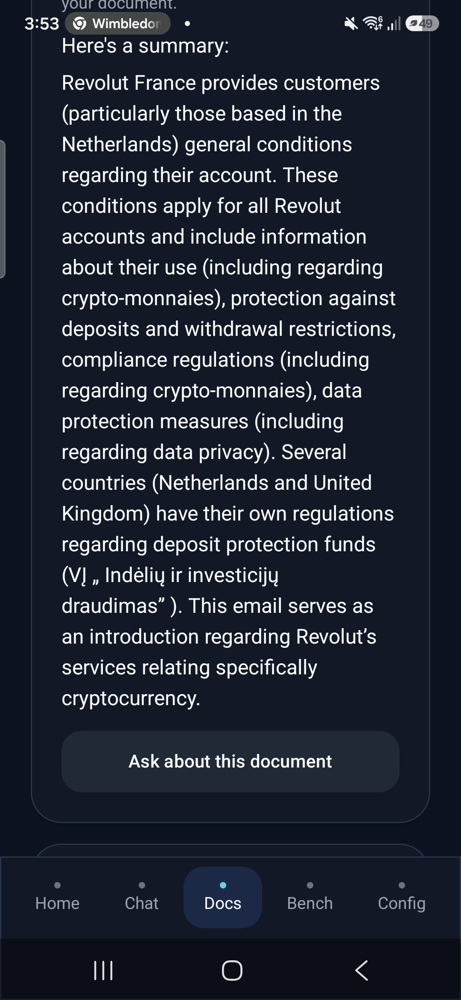 your document.
3:53 Wimbledon 6 49
Here's a summary:
Revolut France provides customers
(particularly those based in the
Netherlands) general conditions
regarding their account. These
conditions apply for all Revolut
accounts and include information
about their use (including regarding
crypto-monnaies), protection against
deposits and withdrawal restrictions,
compliance regulations (including
regarding crypto-monnaies), data
protection measures (including
regarding data privacy). Several
countries (Netherlands and United
Kingdom) have their own regulations
regarding deposit protection funds
(VĮ „ Indėlių ir investicijų
draudimas” ). This email serves as
an introduction regarding Revolut’s
services relating specifically
cryptocurrency.
Ask about this document
Home Chat Docs Bench Config